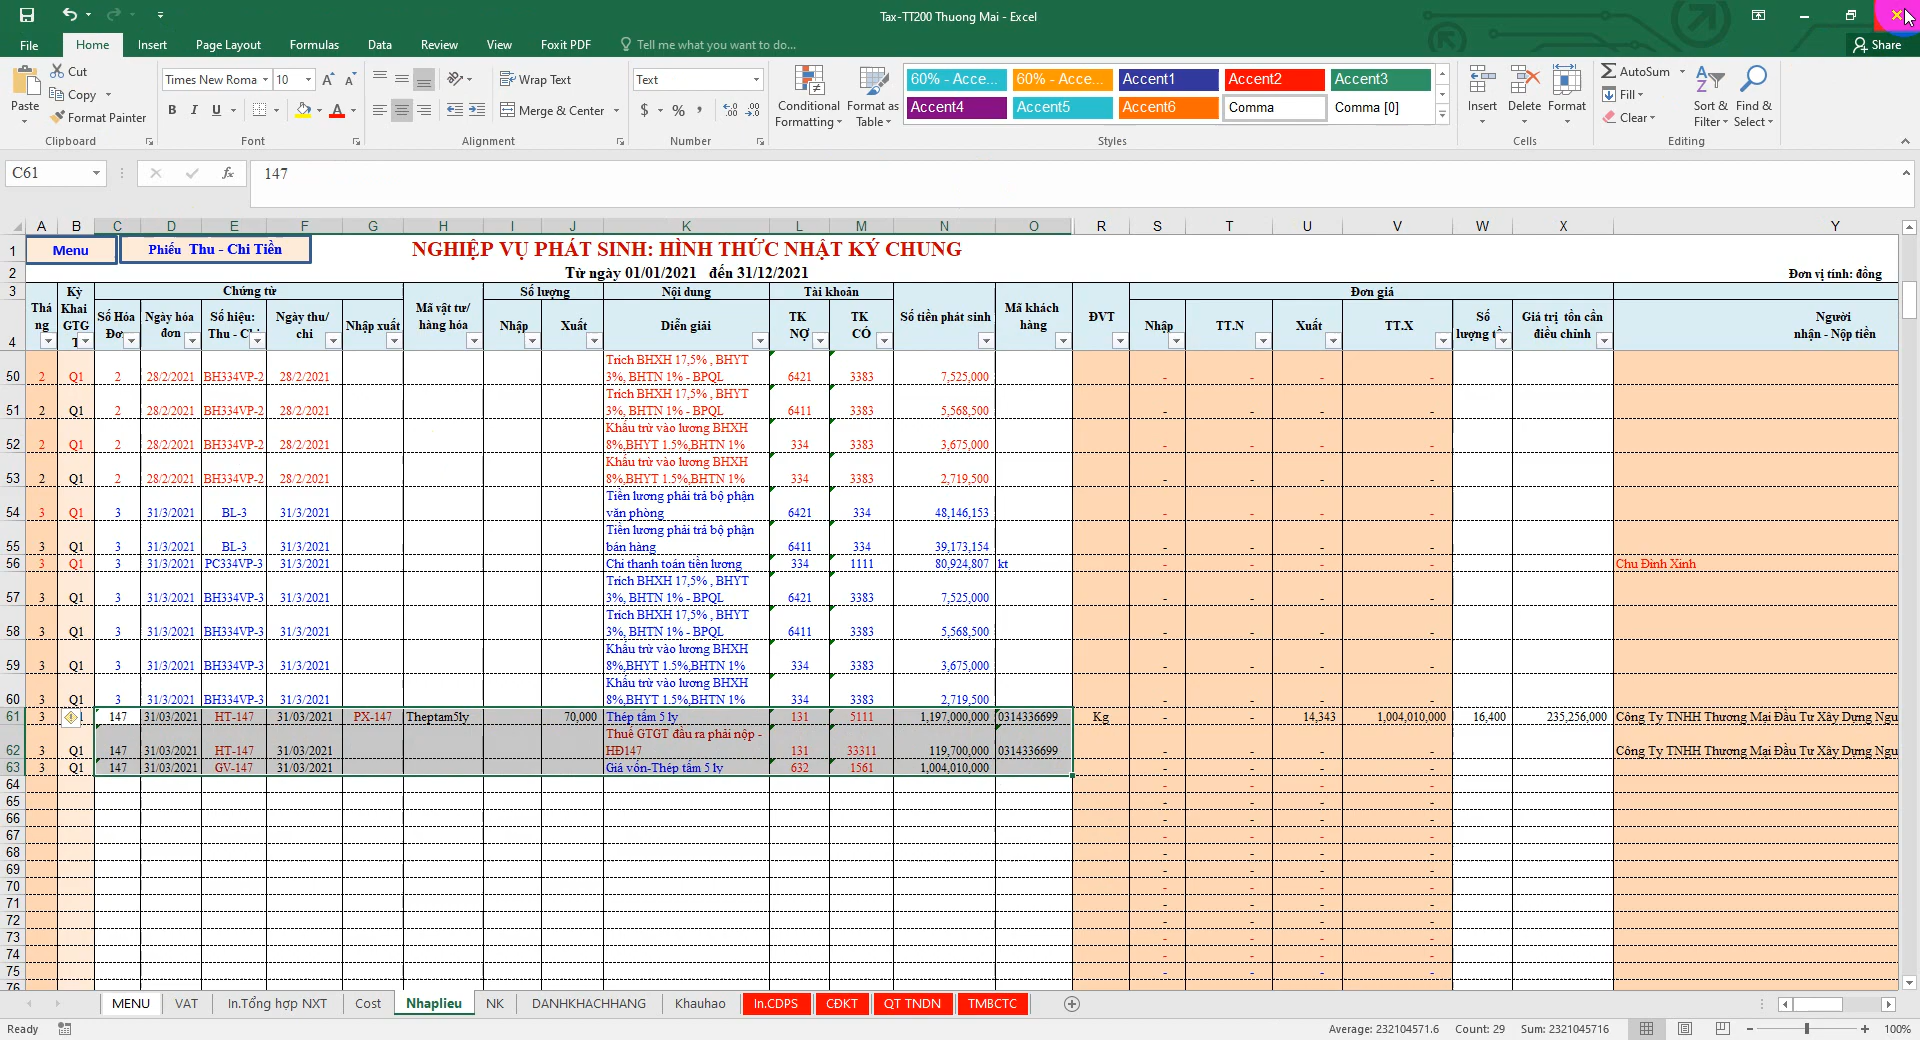 Tax-TT200 Thuong Mai - Excel
File Home Insert Page Layout Formulas Data Review View Foxit PDF Tell me what you want to do... Share
Paste Cut Copy Format Painter Clipboard
Times New Roma 10 B I U A Font
Wrap Text Merge & Center Alignment
Text $ % Number
Conditional Formatting Format as Table
60% - Acce... 60% - Acce... Accent1 Accent2 Accent3
Accent4 Accent5 Accent6 Comma Comma [0]
Styles
Insert Delete Format Cells
AutoSum Fill Clear Sort & Filter Find & Select Editing
C61 fx 147
A B C D E F G H I J K L M N O R S T U V W X Y
1 Menu Phiếu Thu - Chi Tiền NGHIỆP VỤ PHÁT SINH: HÌNH THỨC NHẬT KÝ CHUNG
2 Từ ngày 01/01/2021 đến 31/12/2021 Đơn vị tính: đồng
3 Chứng từ Số lượng Nội dung Tài khoản Đơn giá
4 Thá ng Kỳ Khai GTG Số Hóa Đơ Ngày hóa đơn Số hiệu: Thu - Chi Ngày thu/ chi Nhập xuất Mã vật tư/ hàng hóa Nhập Xuất Diễn giải TK NỢ TK CÓ Số tiền phát sinh Mã khách hàng ĐVT Nhập TT.N Xuất TT.X Số lượng Giá trị tồn cần điều chỉnh Người nhận - Nộp tiền
50 2 Q1 2 28/2/2021 BH334VP-2 28/2/2021 Trích BHXH 17,5% , BHYT 3%, BHTN 1% - BPQL 6421 3383 7,525,000 - - - -
51 2 Q1 2 28/2/2021 BH334VP-2 28/2/2021 Trích BHXH 17,5% , BHYT 3%, BHTN 1% - BPQL 6411 3383 5,568,500 - - - -
52 2 Q1 2 28/2/2021 BH334VP-2 28/2/2021 Khấu trừ vào lương BHXH 8%,BHYT 1.5%,BHTN 1% 334 3383 3,675,000 - - - -
53 2 Q1 2 28/2/2021 BH334VP-2 28/2/2021 Khấu trừ vào lương BHXH 8%,BHYT 1.5%,BHTN 1% 334 3383 2,719,500 - - - -
54 3 Q1 3 31/3/2021 BL-3 31/3/2021 Tiền lương phải trả bộ phận văn phòng 6421 334 48,146,153 - - - -
55 3 Q1 3 31/3/2021 BL-3 31/3/2021 Tiền lương phải trả bộ phận bán hàng 6411 334 39,173,154 - - - -
56 3 Q1 3 31/3/2021 PC334VP-3 31/3/2021 Chi thanh toán tiền lương 334 1111 80,924,807 kt - - - - Chu Đình Xinh
57 3 Q1 3 31/3/2021 BH334VP-3 31/3/2021 Trích BHXH 17,5% , BHYT 3%, BHTN 1% - BPQL 6421 3383 7,525,000 - - - -
58 3 Q1 3 31/3/2021 BH334VP-3 31/3/2021 Trích BHXH 17,5% , BHYT 3%, BHTN 1% - BPQL 6411 3383 5,568,500 - - - -
59 3 Q1 3 31/3/2021 BH334VP-3 31/3/2021 Khấu trừ vào lương BHXH 8%,BHYT 1.5%,BHTN 1% 334 3383 3,675,000 - - - -
60 3 Q1 3 31/3/2021 BH334VP-3 31/3/2021 Khấu trừ vào lương BHXH 8%,BHYT 1.5%,BHTN 1% 334 3383 2,719,500 - - - -
61 3 147 31/03/2021 HT-147 31/03/2021 PX-147 Theptam5ly 70,000 Thép tấm 5 ly 131 5111 1,197,000,000 0314336699 Kg - - 14,343 1,004,010,000 16,400 235,256,000 Công Ty TNHH Thương Mại Đầu Tư Xây Dựng Ngu
62 3 Q1 147 31/03/2021 HT-147 31/03/2021 Thuế GTGT đầu ra phải nộp - HĐ147 131 33311 119,700,000 0314336699 - - - - Công Ty TNHH Thương Mại Đầu Tư Xây Dựng Ngu
63 3 Q1 147 31/03/2021 GV-147 31/03/2021 Giá vốn-Thép tấm 5 ly 632 1561 1,004,010,000 - - - -
64 - - - -
65 - - - -
66 - - - -
67 - - - -
68 - - - -
69 - - - -
70 - - - -
71 - - - -
72 - - - -
73 - - - -
74 - - - -
75 - - - -
76
MENU VAT In.Tổng hợp NXT Cost Nhaplieu NK DANHKHACHHANG Khauhao In.CDPS CĐKT QT TNDN TMBCTC
Ready Average: 232104571.6 Count: 29 Sum: 2321045716 100%